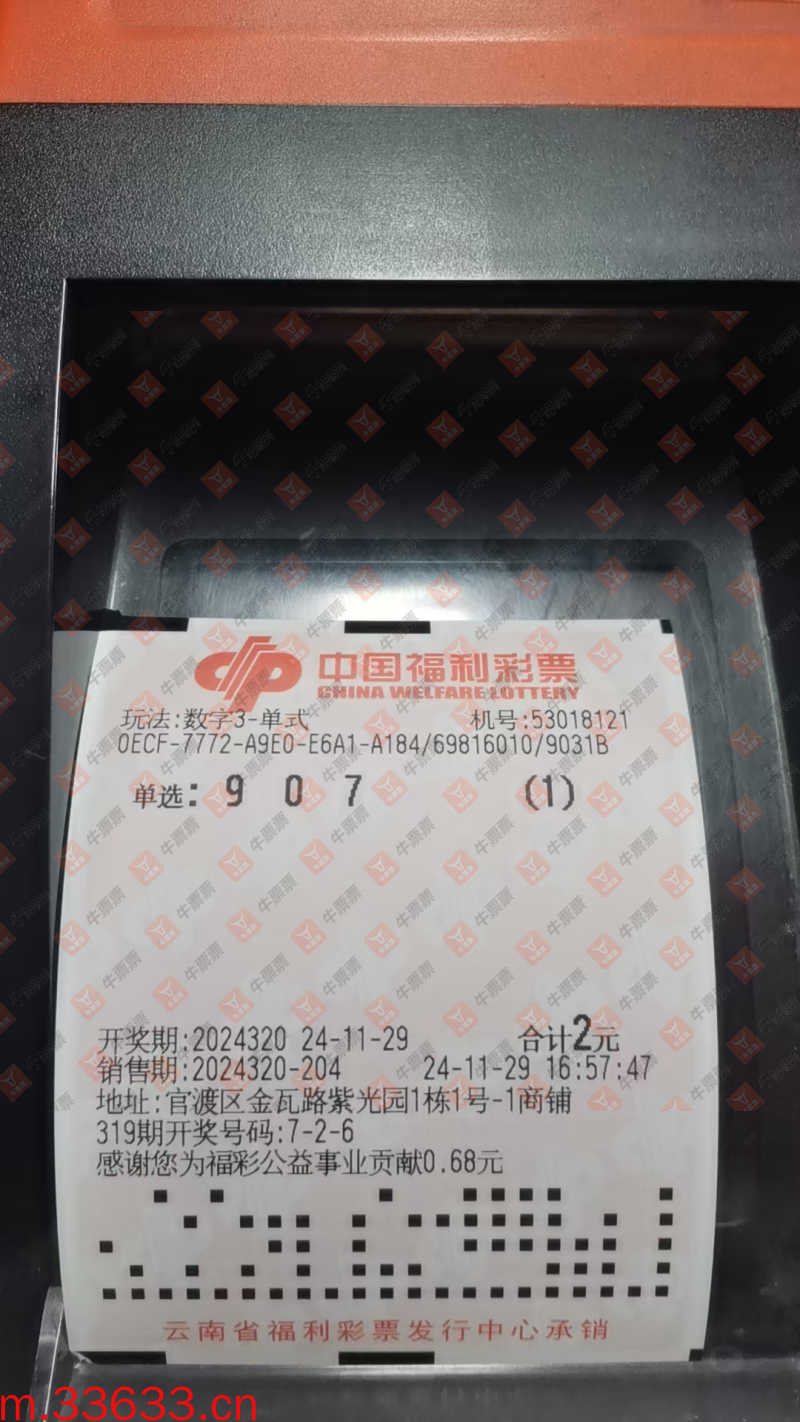 中国福利彩票
CHINA WELFARE LOTTERY
玩法:数字3-单式 机号:53018121
0ECF-7772-A9E0-E6A1-A184/69816010/9031B
单选: 9 0 7 (1)
开奖期:2024320 24-11-29 合计2元
销售期:2024320-204 24-11-29 16:57:47
地址:官渡区金瓦路紫光园1栋1号-1商铺
319期开奖号码:7-2-6
感谢您为福彩公益事业贡献0.68元
云南省福利彩票发行中心承销
牛票票
m.33633.cn